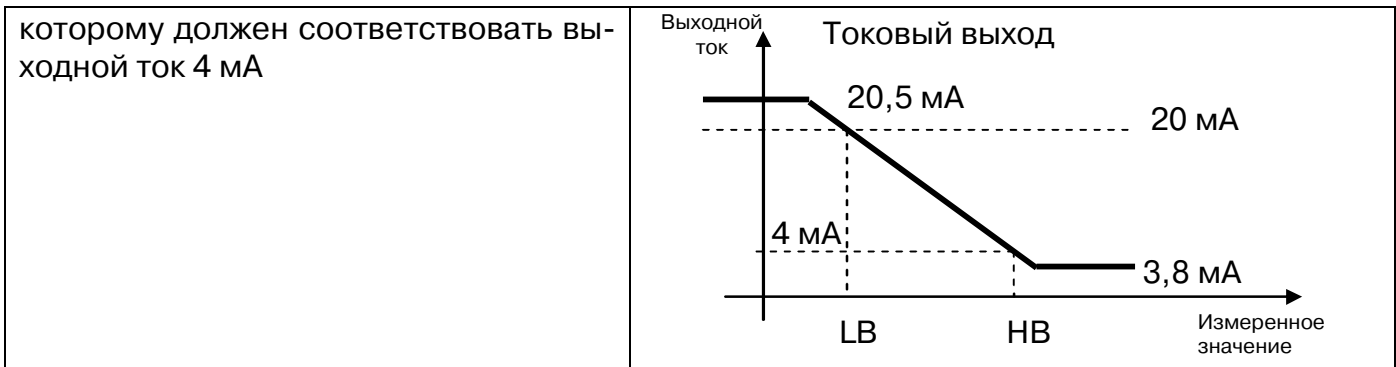 которому должен соответствовать вы-
ходной ток 4 мА
Выходной
ток
Токовый выход
20,5 мА
20 мА
4 мА
3,8 мА
LB
HB
Измеренное
значение